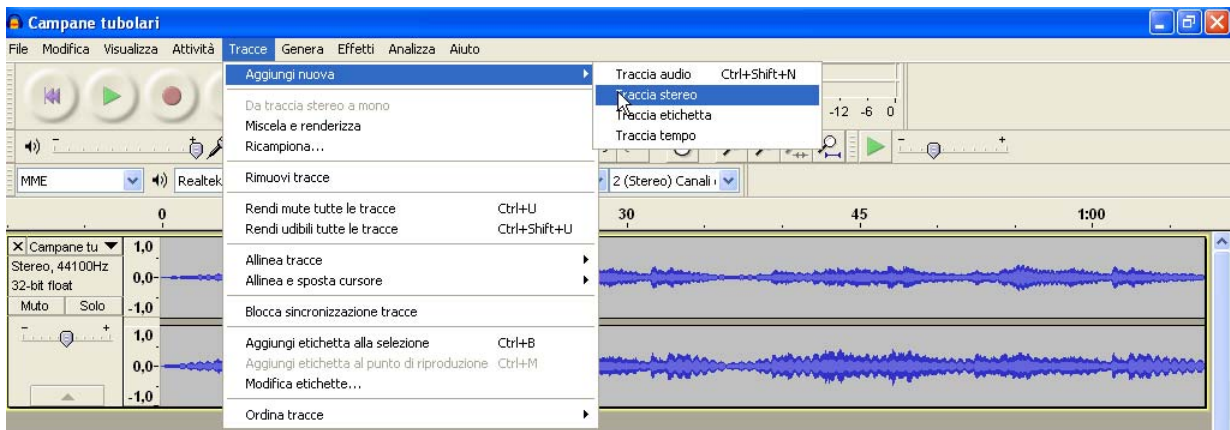 Campane tubolari
File Modifica Visualizza Attività Tracce Genera Effetti Analizza Aiuto
Aggiungi nuova
Da traccia stereo a mono
Miscela e renderizza
Ricampiona...
Rimuovi tracce
Rendi mute tutte le tracce Ctrl+U
Rendi udibili tutte le tracce Ctrl+Shift+U
Allinea tracce
Allinea e sposta cursore
Blocca sincronizzazione tracce
Aggiungi etichetta alla selezione Ctrl+B
Aggiungi etichetta al punto di riproduzione Ctrl+M
Modifica etichette...
Ordina tracce
Traccia audio Ctrl+Shift+N
Traccia stereo
Traccia etichetta
Traccia tempo
-12 -6 0
- +
- +
MME Realtek 2 (Stereo) Canali
0 30 45 1:00
Campane tu
Stereo, 44100Hz
32-bit float
Muto Solo
- +
1,0
0,0
-1,0
1,0
0,0
-1,0